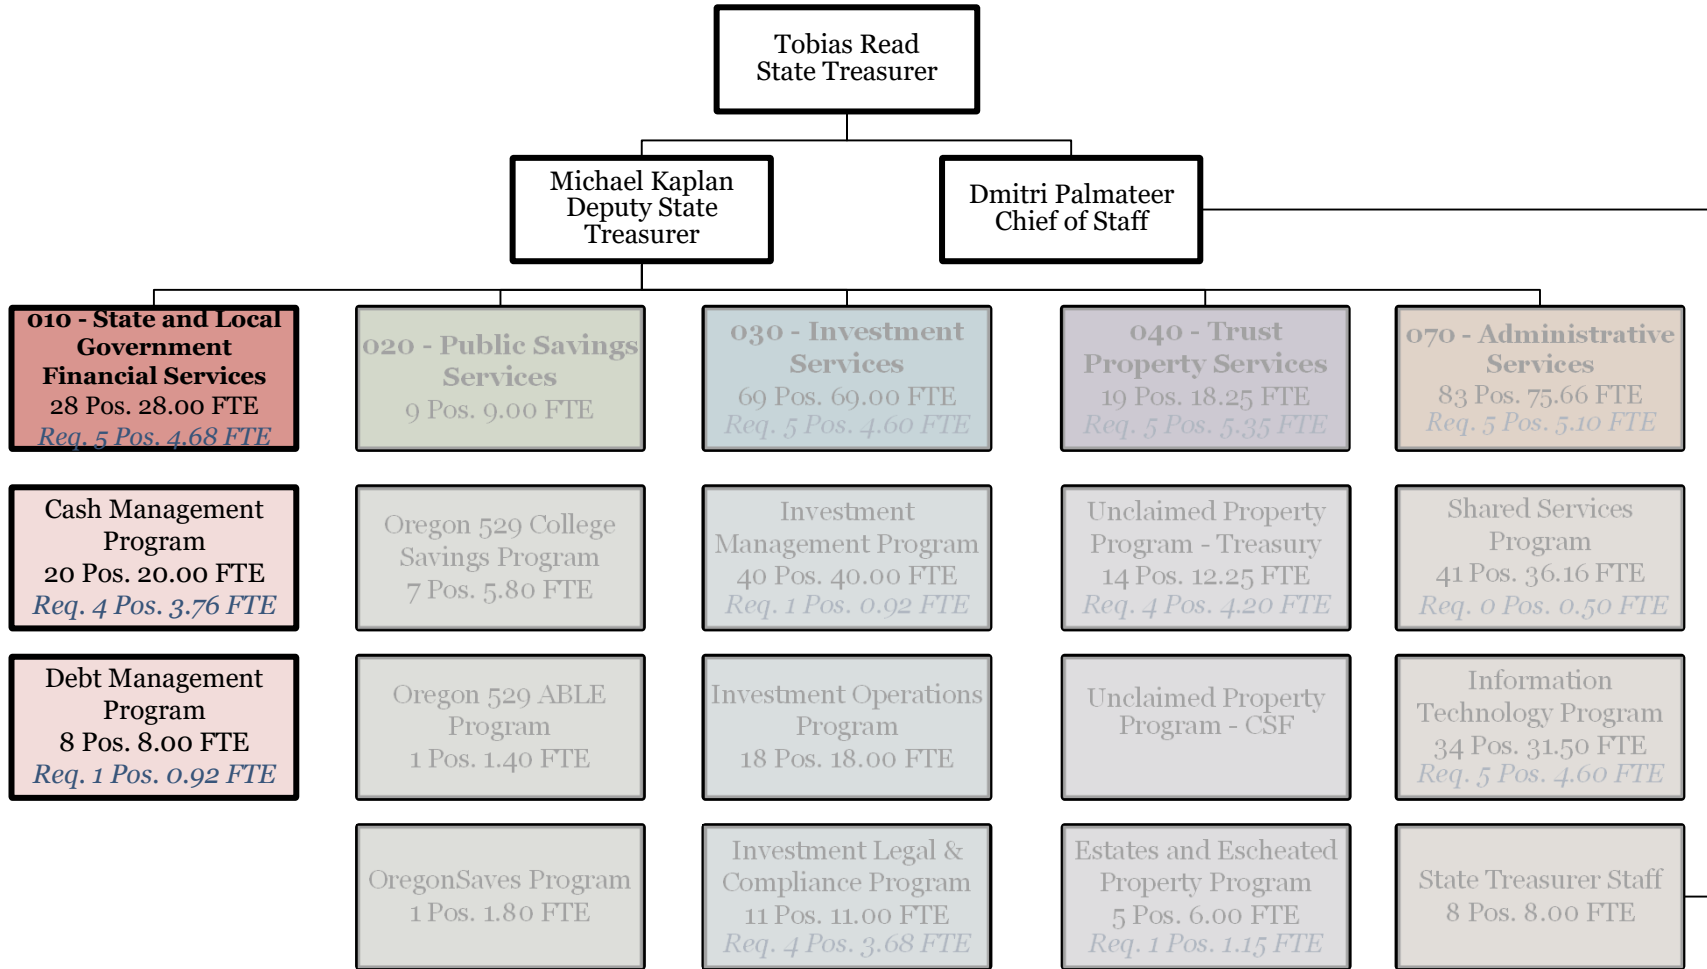 Tobias Read
State Treasurer
Michael Kaplan
Deputy State
Treasurer
Dmitri Palmateer
Chief of Staff
010 - State and Local
Government
Financial Services
28 Pos. 28.00 FTE
Req. 5 Pos. 4.68 FTE
020 - Public Savings
Services
9 Pos. 9.00 FTE
030 - Investment
Services
69 Pos. 69.00 FTE
Req. 5 Pos. 4.60 FTE
040 - Trust
Property Services
19 Pos. 18.25 FTE
Req. 5 Pos. 5.35 FTE
070 - Administrative
Services
83 Pos. 75.66 FTE
Req. 5 Pos. 5.10 FTE
Cash Management
Program
20 Pos. 20.00 FTE
Req. 4 Pos. 3.76 FTE
Oregon 529 College
Savings Program
7 Pos. 5.80 FTE
Investment
Management Program
40 Pos. 40.00 FTE
Req. 1 Pos. 0.92 FTE
Unclaimed Property
Program - Treasury
14 Pos. 12.25 FTE
Req. 4 Pos. 4.20 FTE
Shared Services
Program
41 Pos. 36.16 FTE
Req. 0 Pos. 0.50 FTE
Debt Management
Program
8 Pos. 8.00 FTE
Req. 1 Pos. 0.92 FTE
Oregon 529 ABLE
Program
1 Pos. 1.40 FTE
Investment Operations
Program
18 Pos. 18.00 FTE
Unclaimed Property
Program - CSF
Information
Technology Program
34 Pos. 31.50 FTE
Req. 5 Pos. 4.60 FTE
OregonSaves Program
1 Pos. 1.80 FTE
Investment Legal &
Compliance Program
11 Pos. 11.00 FTE
Req. 4 Pos. 3.68 FTE
Estates and Escheated
Property Program
5 Pos. 6.00 FTE
Req. 1 Pos. 1.15 FTE
State Treasurer Staff
8 Pos. 8.00 FTE